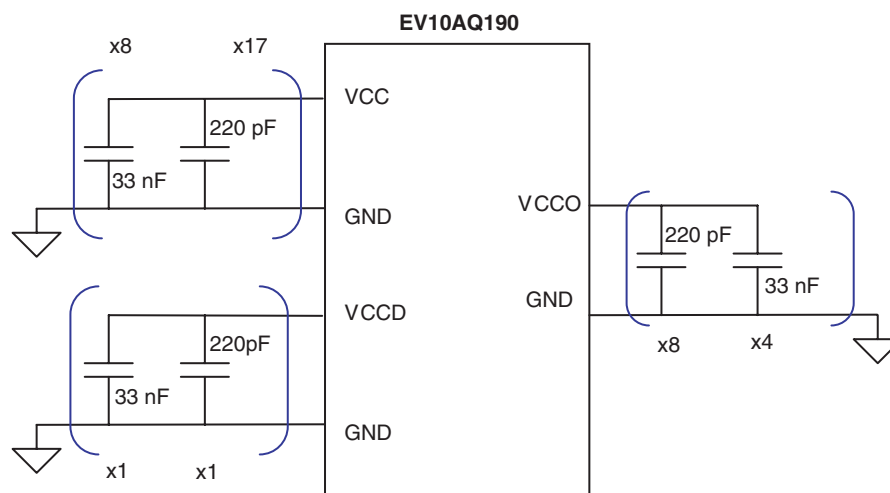 EV10AQ190
x8 x17
VCC
220 pF
33 nF
GND
VCCO
220 pF
33 nF
GND
x8 x4
VCCD
220pF
33 nF
GND
x1 x1